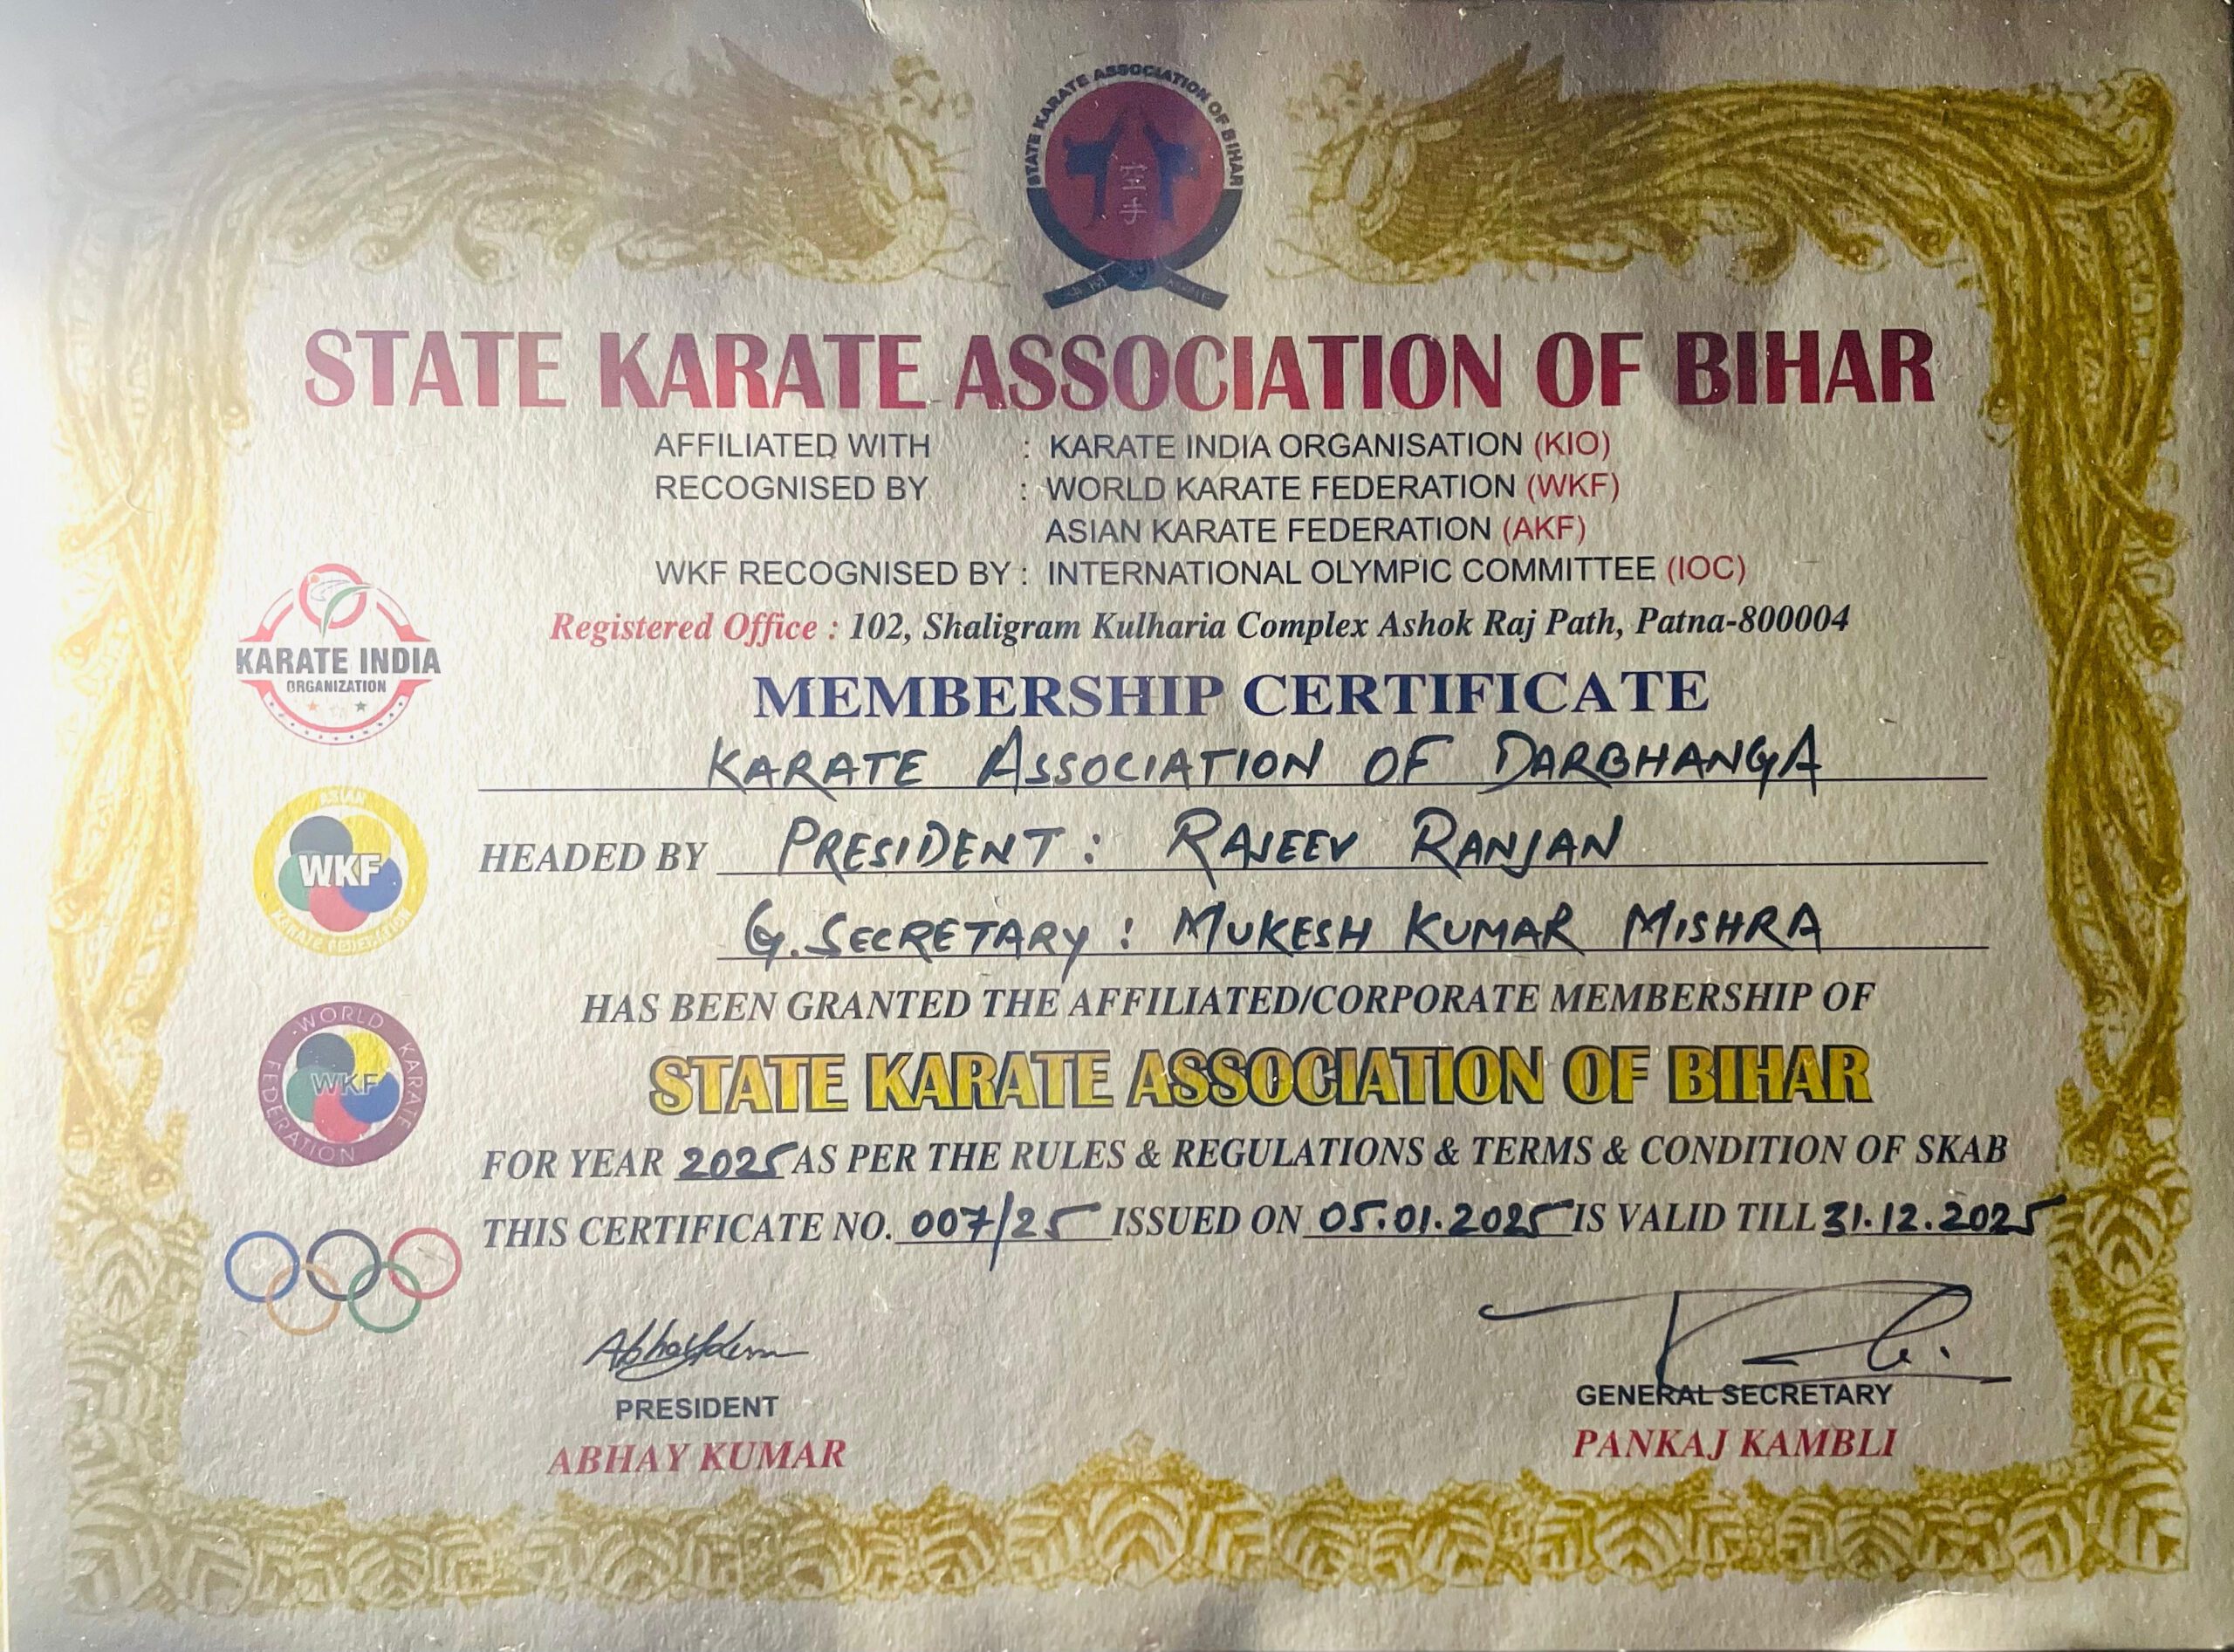 STATE KARATE ASSOCIATION OF BIHAR
STATE KARATE ASSOCIATION OF BIHAR
AFFILIATED WITH : KARATE INDIA ORGANISATION (KIO)
RECOGNISED BY : WORLD KARATE FEDERATION (WKF)
ASIAN KARATE FEDERATION (AKF)
WKF RECOGNISED BY : INTERNATIONAL OLYMPIC COMMITTEE (IOC)
Registered Office : 102, Shaligram Kulharia Complex Ashok Raj Path, Patna-800004
KARATE INDIA
ORGANIZATION
MEMBERSHIP CERTIFICATE
KARATE ASSOCIATION OF DARBHANGA
HEADED BY PRESIDENT : RAJEEV RANJAN
G. SECRETARY : MUKESH KUMAR MISHRA
ASIAN
WKF
KARATE FEDERATION
HAS BEEN GRANTED THE AFFILIATED/CORPORATE MEMBERSHIP OF
STATE KARATE ASSOCIATION OF BIHAR
WORLD KARATE FEDERATION
WKF
FOR YEAR 2025 AS PER THE RULES & REGULATIONS & TERMS & CONDITION OF SKAB
THIS CERTIFICATE NO. 007/25 ISSUED ON 05.01.2025 IS VALID TILL 31.12.2025
PRESIDENT
ABHAY KUMAR
GENERAL SECRETARY
PANKAJ KAMBLI